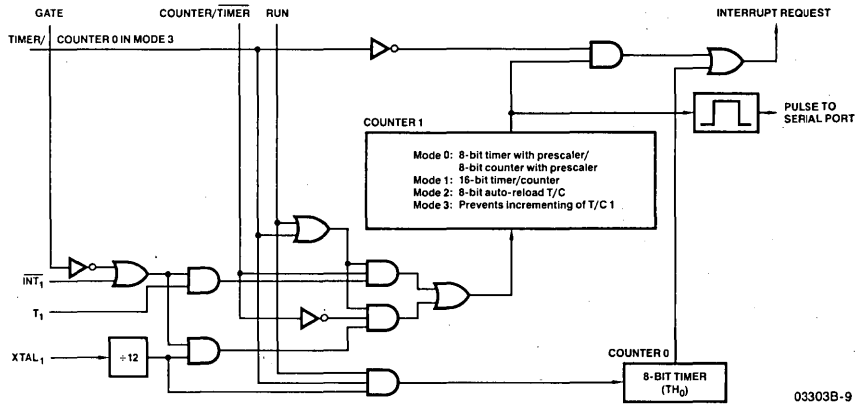 GATE COUNTER/TIMER RUN
INTERRUPT REQUEST
TIMER/ COUNTER 0 IN MODE 3
PULSE TO
SERIAL PORT
COUNTER 1
Mode 0: 8-bit timer with prescaler/
8-bit counter with prescaler
Mode 1: 16-bit timer/counter
Mode 2: 8-bit auto-reload T/C
Mode 3: Prevents incrementing of T/C 1
INT1
T1
XTAL1
÷12
COUNTER 0
8-BIT TIMER
(TH0)
03303B-9